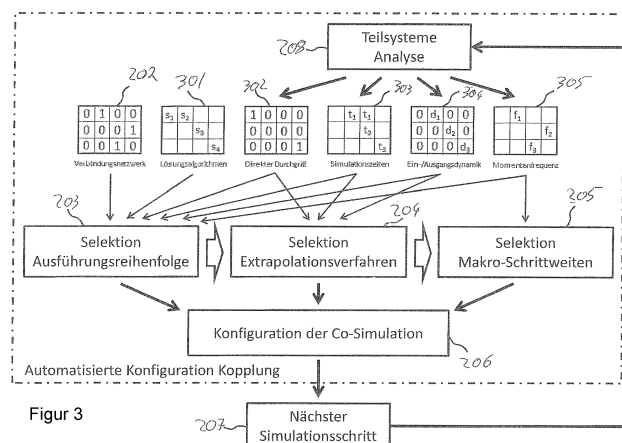 208
Teilsysteme
Analyse
202
301
302
303
304
305
0 1 0 0
0 0 0 1
0 0 1 0
s1 s2
s3
s4
1 0 0 0
0 0 0 1
0 0 0 0
t1 t1
t2
t3
0 d1 0 0
0 0 d2 0
0 0 0 d3
f1
f2
f3
Verbindungsnetzwerk
Lösungsalgorithmen
Direkter Durchgriff
Simulationszeiten
Ein-/Ausgangsdynamik
Momentanfrequenz
203
204
205
Selektion
Ausführungsreihenfolge
Selektion
Extrapolationsverfahren
Selektion
Makro-Schrittweiten
Konfiguration der Co-Simulation
206
Automatisierte Konfiguration Kopplung
Figur 3
207
Nächster
Simulationsschritt